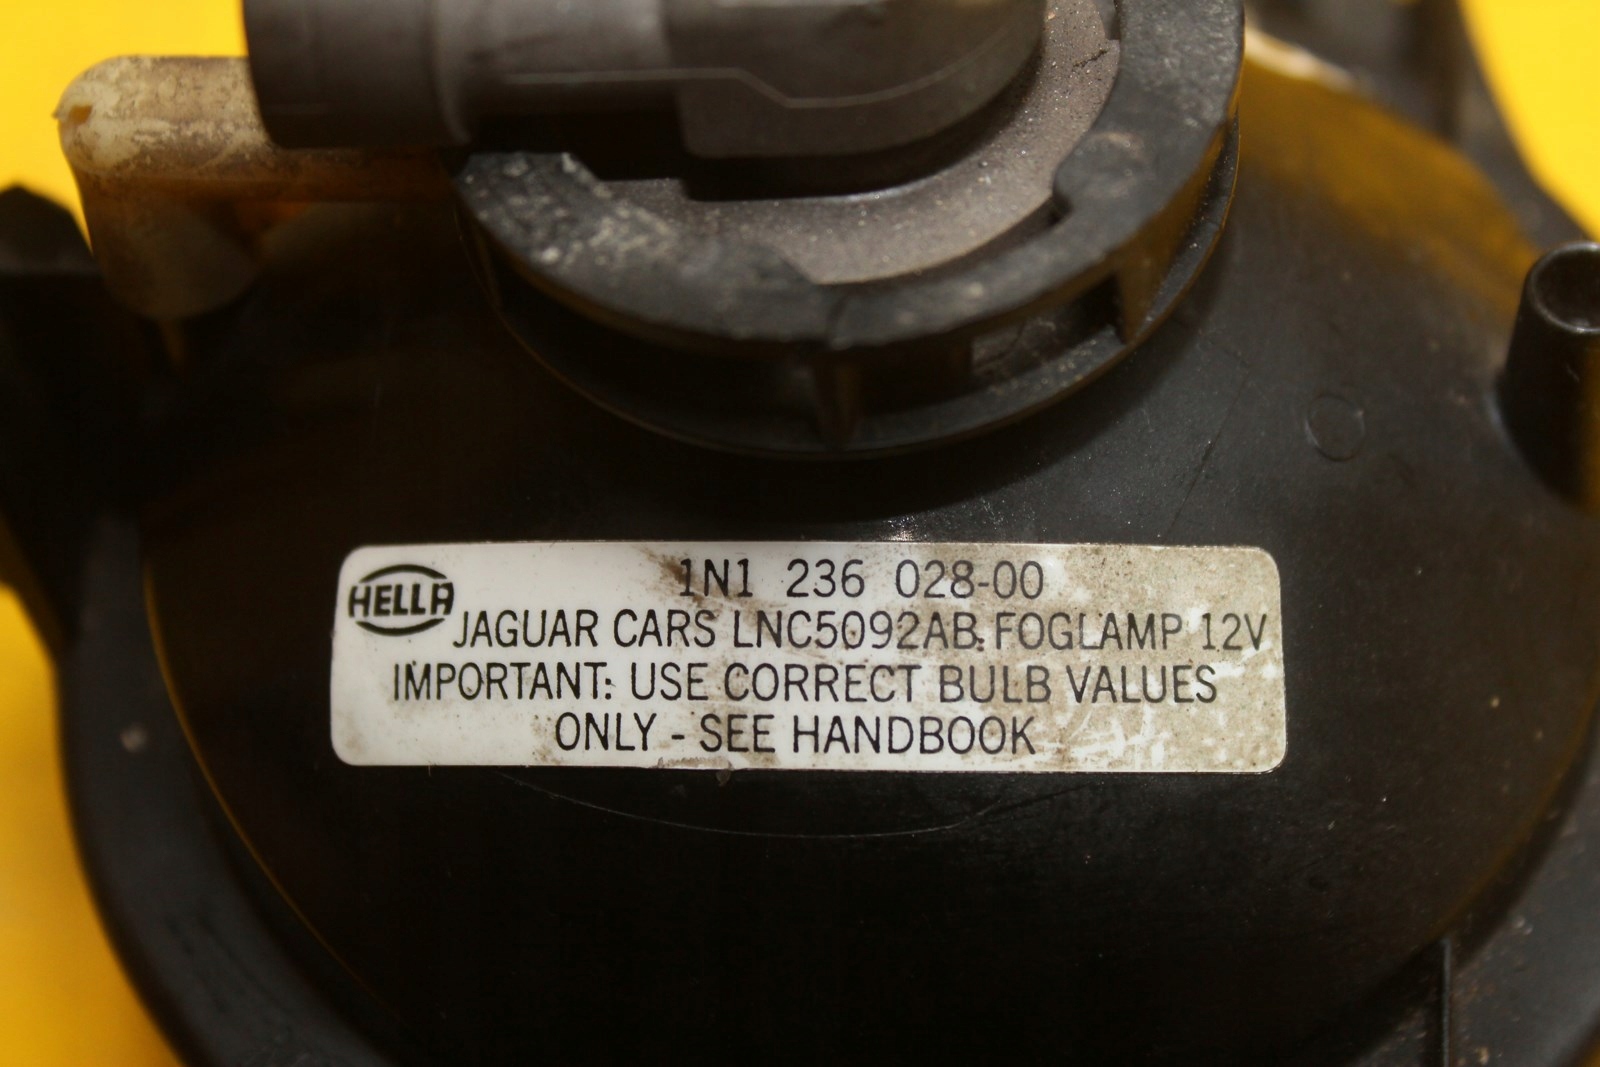 1N1 236 028-00
HELLA
JAGUAR CARS LNC5092AB FOGLAMP 12V
IMPORTANT: USE CORRECT BULB VALUES
ONLY - SEE HANDBOOK